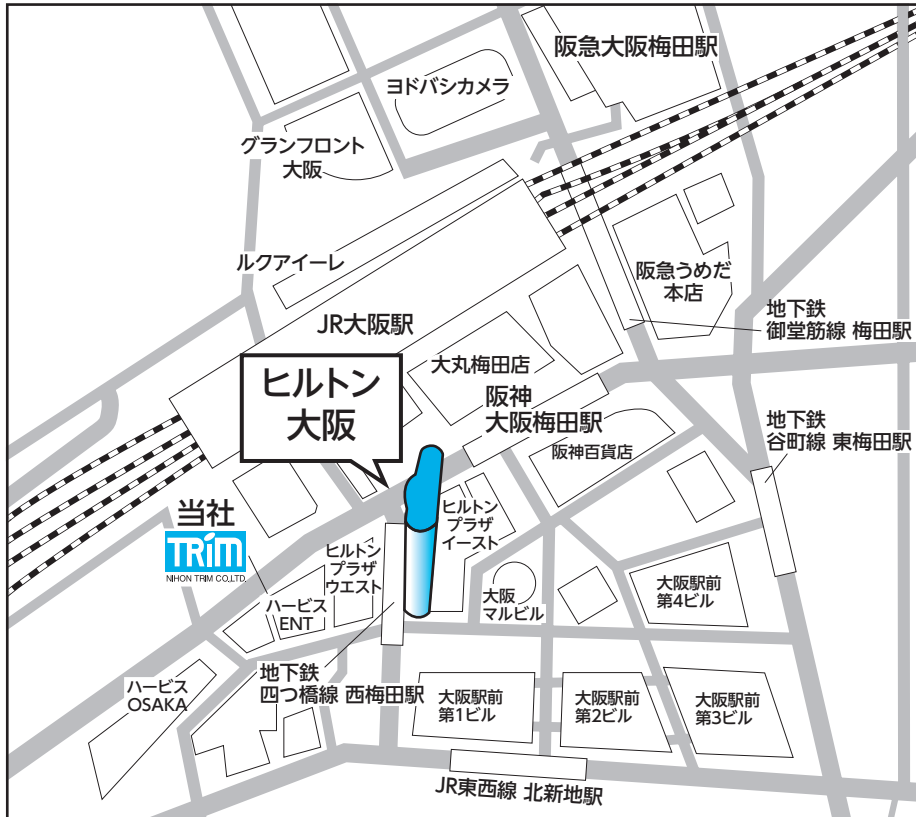 阪急大阪梅田駅
ヨドバシカメラ
グランフロント
大阪
ルクアイーレ
阪急うめだ
本店
地下鉄
御堂筋線 梅田駅
JR大阪駅
大丸梅田店
ヒルトン
大阪
阪神
大阪梅田駅
地下鉄
谷町線 東梅田駅
阪神百貨店
当社
TRIM
NIHON TRIM CO.,LTD.
ヒルトン
プラザ
イースト
ヒルトン
プラザ
ウエスト
ハービス
ENT
大阪
マルビル
大阪駅前
第4ビル
地下鉄
四つ橋線 西梅田駅
ハービス
OSAKA
大阪駅前
第1ビル
大阪駅前
第2ビル
大阪駅前
第3ビル
JR東西線 北新地駅